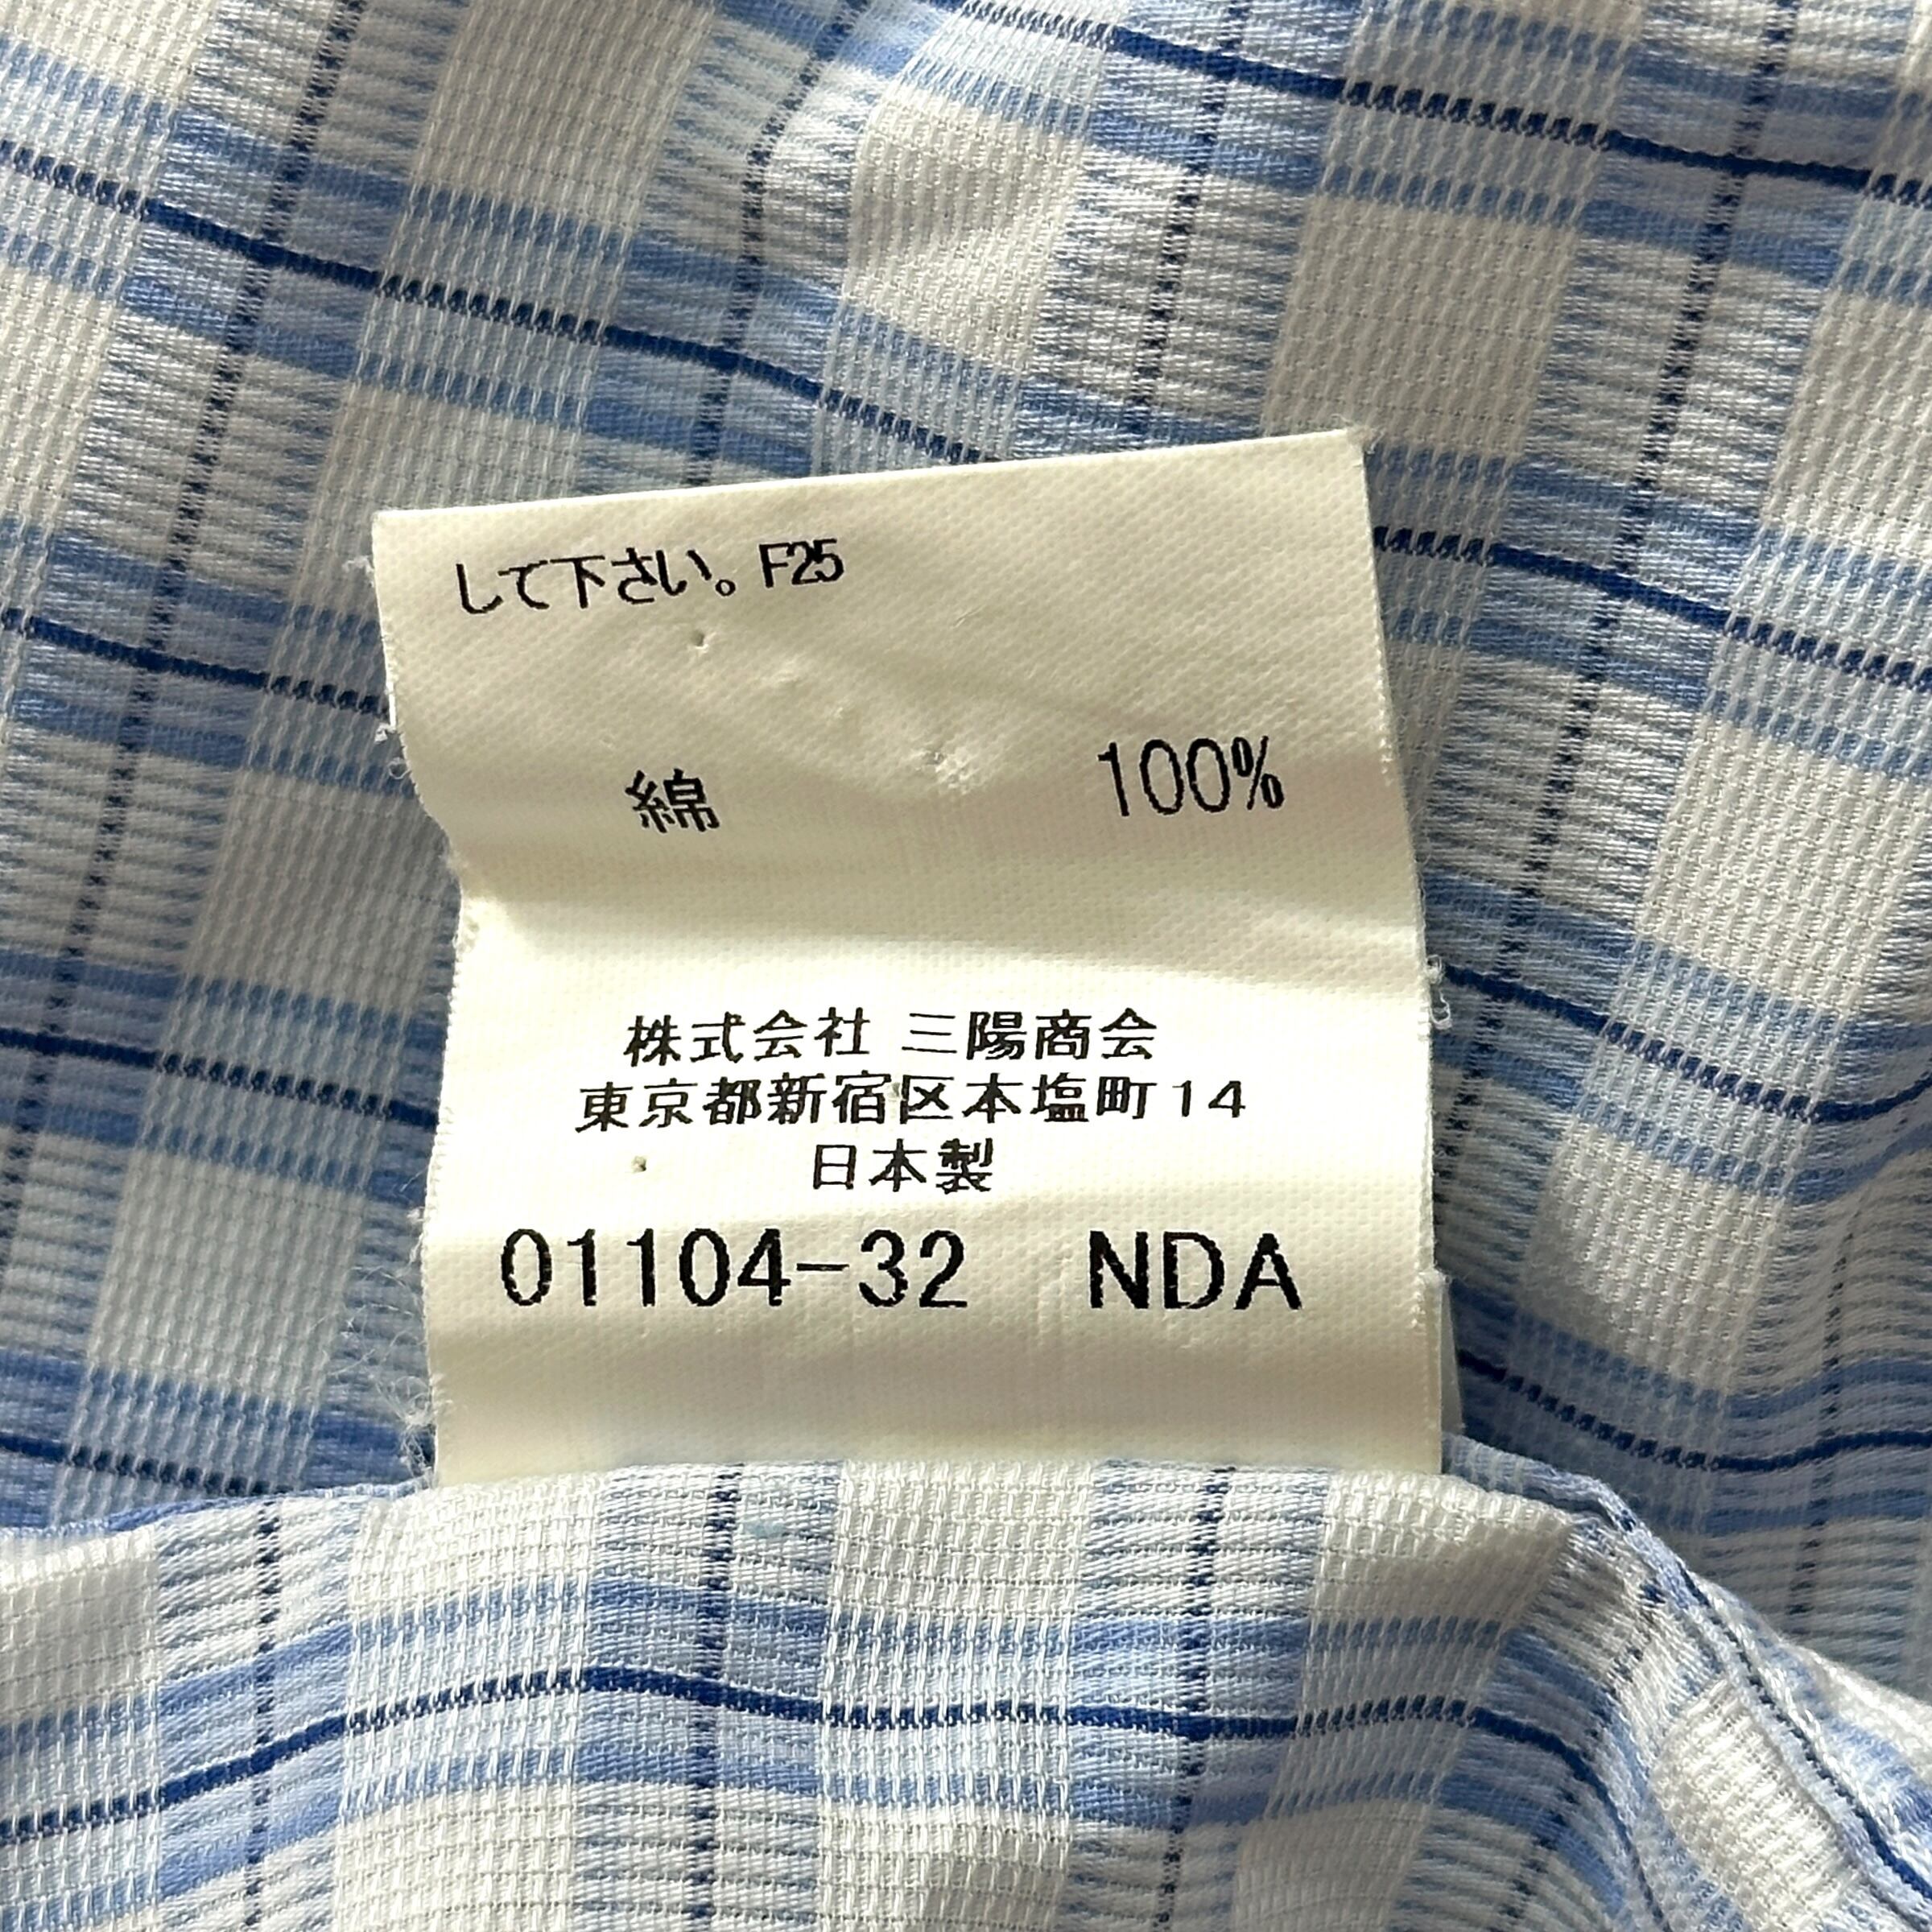 して下さい。F25
綿 100%
株式会社 三陽商会
東京都新宿区本塩町14
日本製
01104-32 NDA